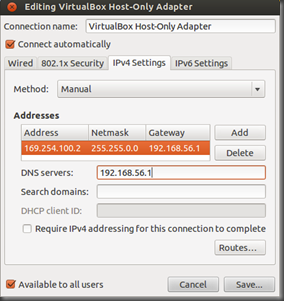 Editing VirtualBox Host-Only Adapter
Connection name: VirtualBox Host-Only Adapter
Connect automatically
Wired 802.1x Security IPv4 Settings IPv6 Settings
Method: Manual
Addresses
Address Netmask Gateway Add
169.254.100.2 255.255.0.0 192.168.56.1 Delete
DNS servers: 192.168.56.1
Search domains:
DHCP client ID:
Require IPv4 addressing for this connection to complete
Routes...
Available to all users Cancel Save...